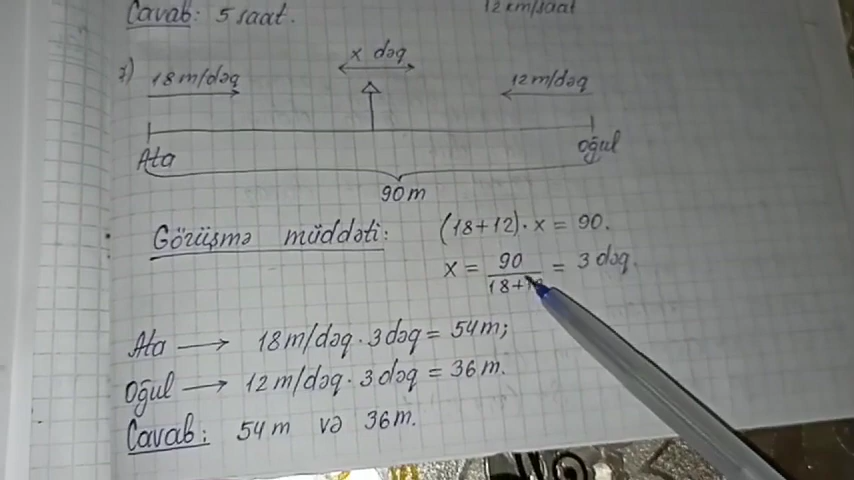 Cavab: 5 saat.
12 km/saat
7) 18 m/dəq x dəq 12 m/dəq
Ata Oğul
90 m
Görüşmə müddəti: (18+12)·x = 90.
x = 90 / 18+12 = 3 dəq.
Ata → 18 m/dəq · 3 dəq = 54 m;
Oğul → 12 m/dəq · 3 dəq = 36 m.
Cavab: 54 m və 36 m.